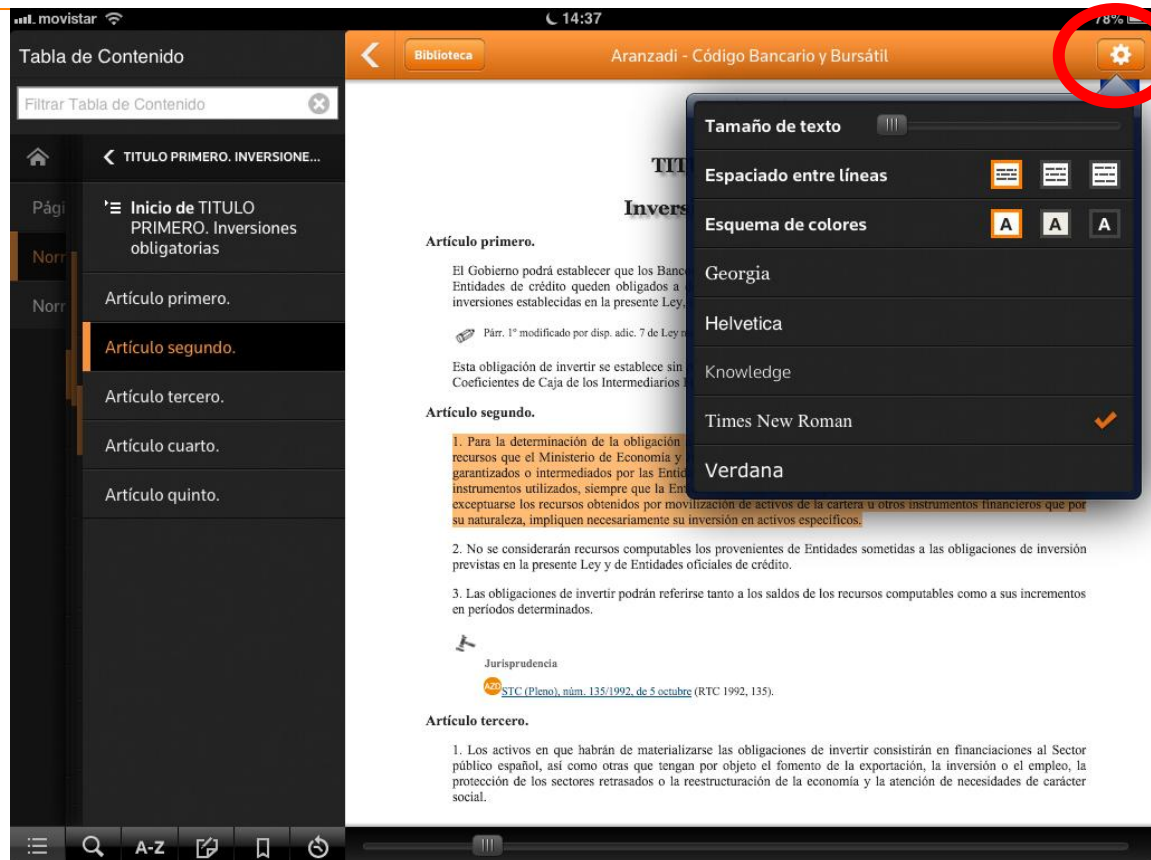 movistar
14:37
78%
Tabla de Contenido
Biblioteca
Aranzadi - Código Bancario y Bursátil
Filtrar Tabla de Contenido
TITULO PRIMERO. INVERSIONE...
Pági
Norr
Norr
Inicio de TITULO
PRIMERO. Inversiones
obligatorias
Artículo primero.
Artículo segundo.
Artículo tercero.
Artículo cuarto.
Artículo quinto.
A-Z
TIT
Invers
Artículo primero.
El Gobierno podrá establecer que los Banc
Entidades de crédito queden obligados a
inversiones establecidas en la presente Ley,
Párr. 1º modificado por disp. adic. 7 de Ley
Esta obligación de invertir se establece sin
Coeficientes de Caja de los Intermediarios
Artículo segundo.
1. Para la determinación de la obligación
recursos que el Ministerio de Economía y
garantizados o intermediados por las Entid
instrumentos utilizados, siempre que la En
exceptuarse los recursos obtenidos por movilización de activos de la cartera u otros instrumentos financieros que por
su naturaleza, impliquen necesariamente su inversión en activos específicos.
2. No se considerarán recursos computables los provenientes de Entidades sometidas a las obligaciones de inversión
previstas en la presente Ley y de Entidades oficiales de crédito.
3. Las obligaciones de invertir podrán referirse tanto a los saldos de los recursos computables como a sus incrementos
en períodos determinados.
Jurisprudencia
AZD STC (Pleno), núm. 135/1992, de 5 octubre (RTC 1992, 135).
Artículo tercero.
1. Los activos en que habrán de materializarse las obligaciones de invertir consistirán en financiaciones al Sector
público español, así como otras que tengan por objeto el fomento de la exportación, la inversión o el empleo, la
protección de los sectores retrasados o la reestructuración de la economía y la atención de necesidades de carácter
social.
Tamaño de texto
Espaciado entre líneas
Esquema de colores
A A A
Georgia
Helvetica
Knowledge
Times New Roman
Verdana